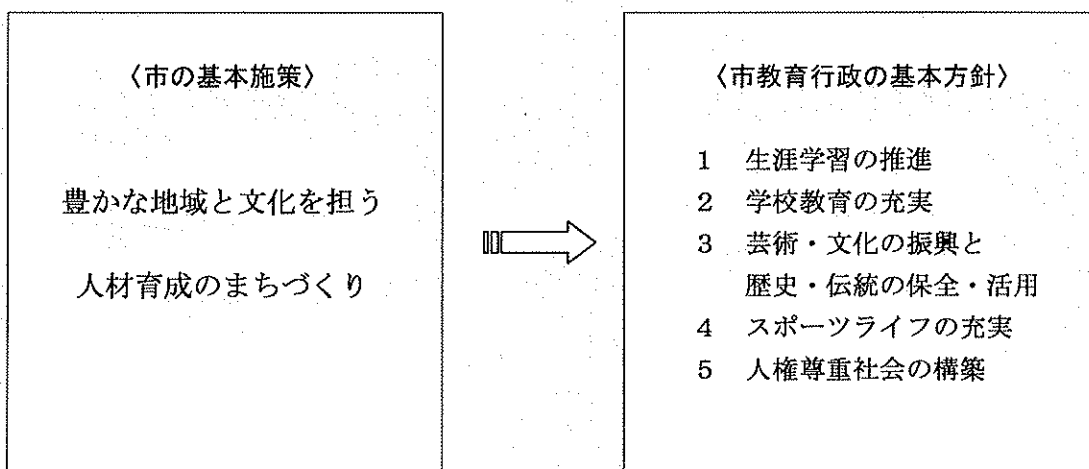 〈市の基本施策〉
豊かな地域と文化を担う
人材育成のまちづくり
〈市教育行政の基本方針〉
1 生涯学習の推進
2 学校教育の充実
3 芸術・文化の振興と
歴史・伝統の保全・活用
4 スポーツライフの充実
5 人権尊重社会の構築